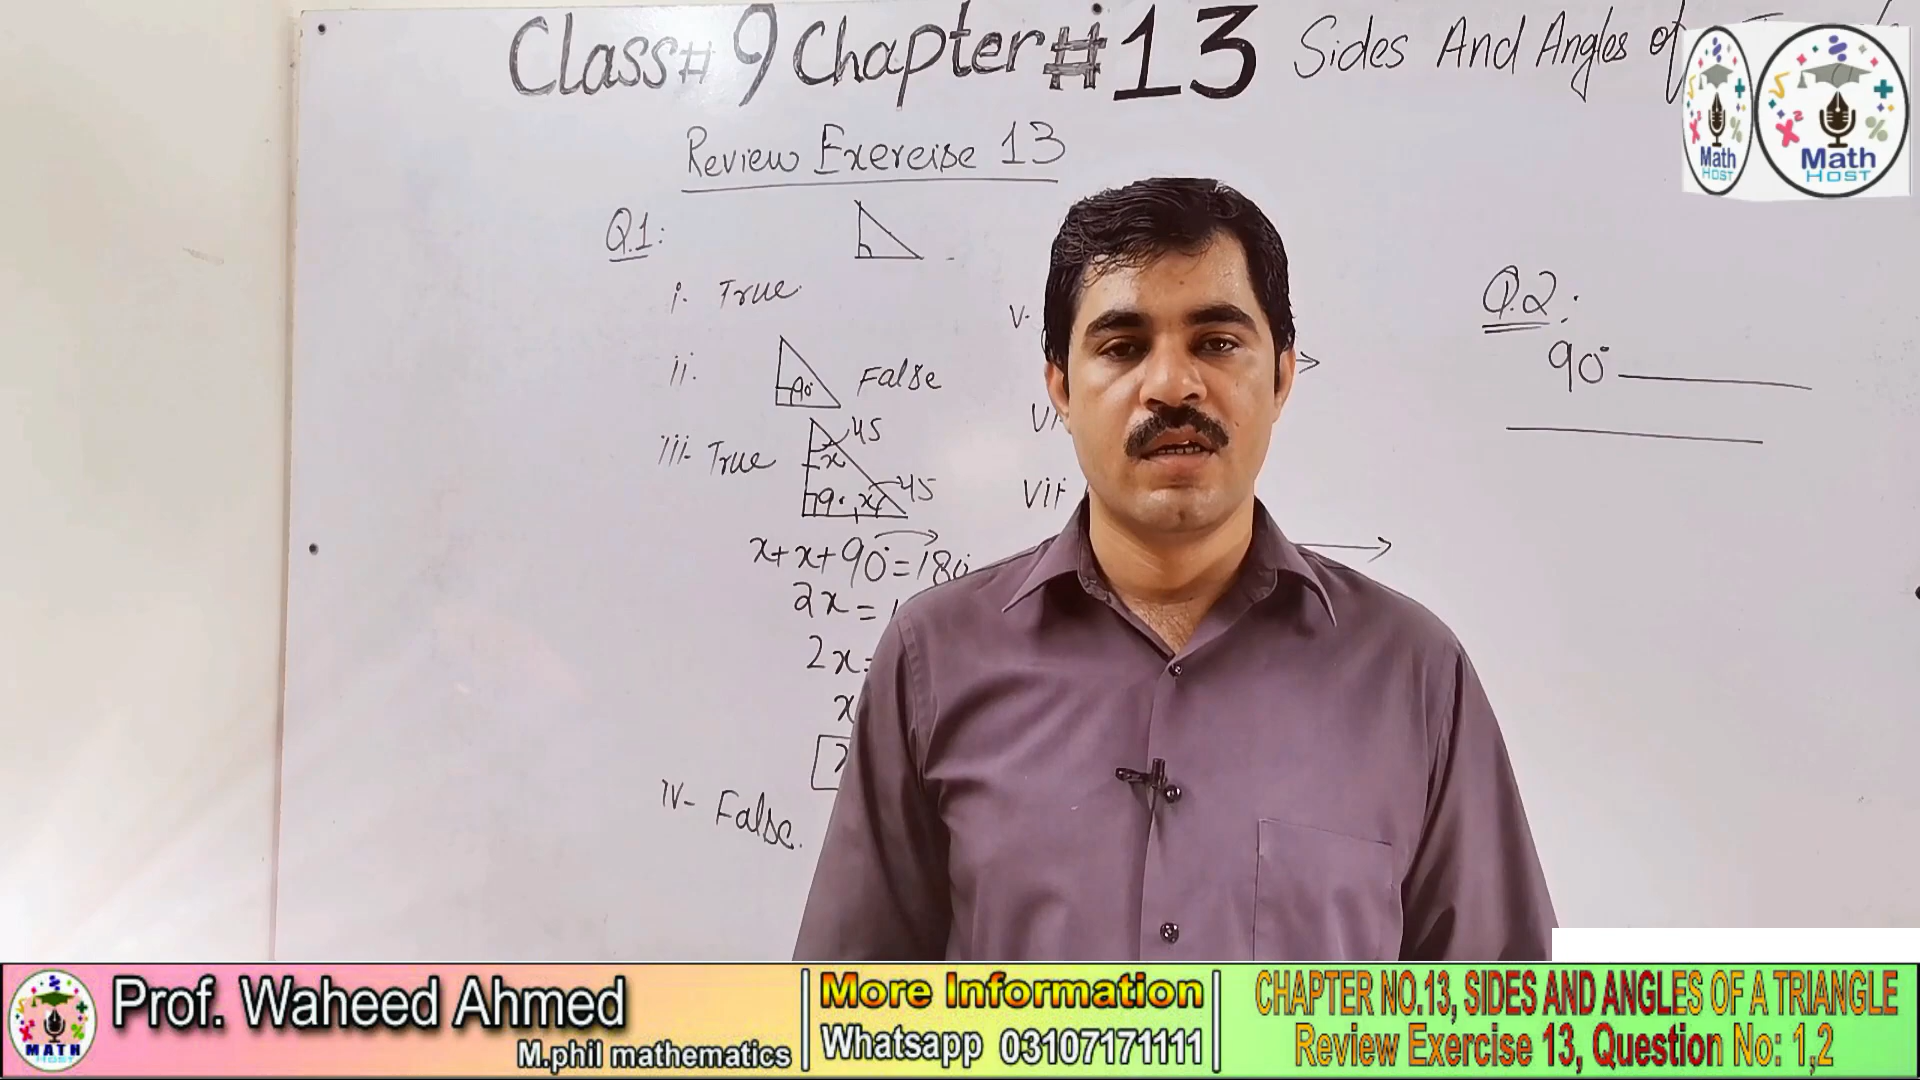 Class# 9 Chapter #13 Sides And Angles of
Review Exercise 13
Q.1:
i. True
ii. 90° False
iii- True 45
x
9. x 45
x+x+90°=180°
2x =
2x=
x
iv- False.
v.
vi
vii
Q.2:
90°
Math
HOST
Math
HOST
MATH
HOST
Prof. Waheed Ahmed
M.phil mathematics
More Information
Whatsapp 03107171111
CHAPTER NO.13, SIDES AND ANGLES OF A TRIANGLE
Review Exercise 13, Question No: 1,2